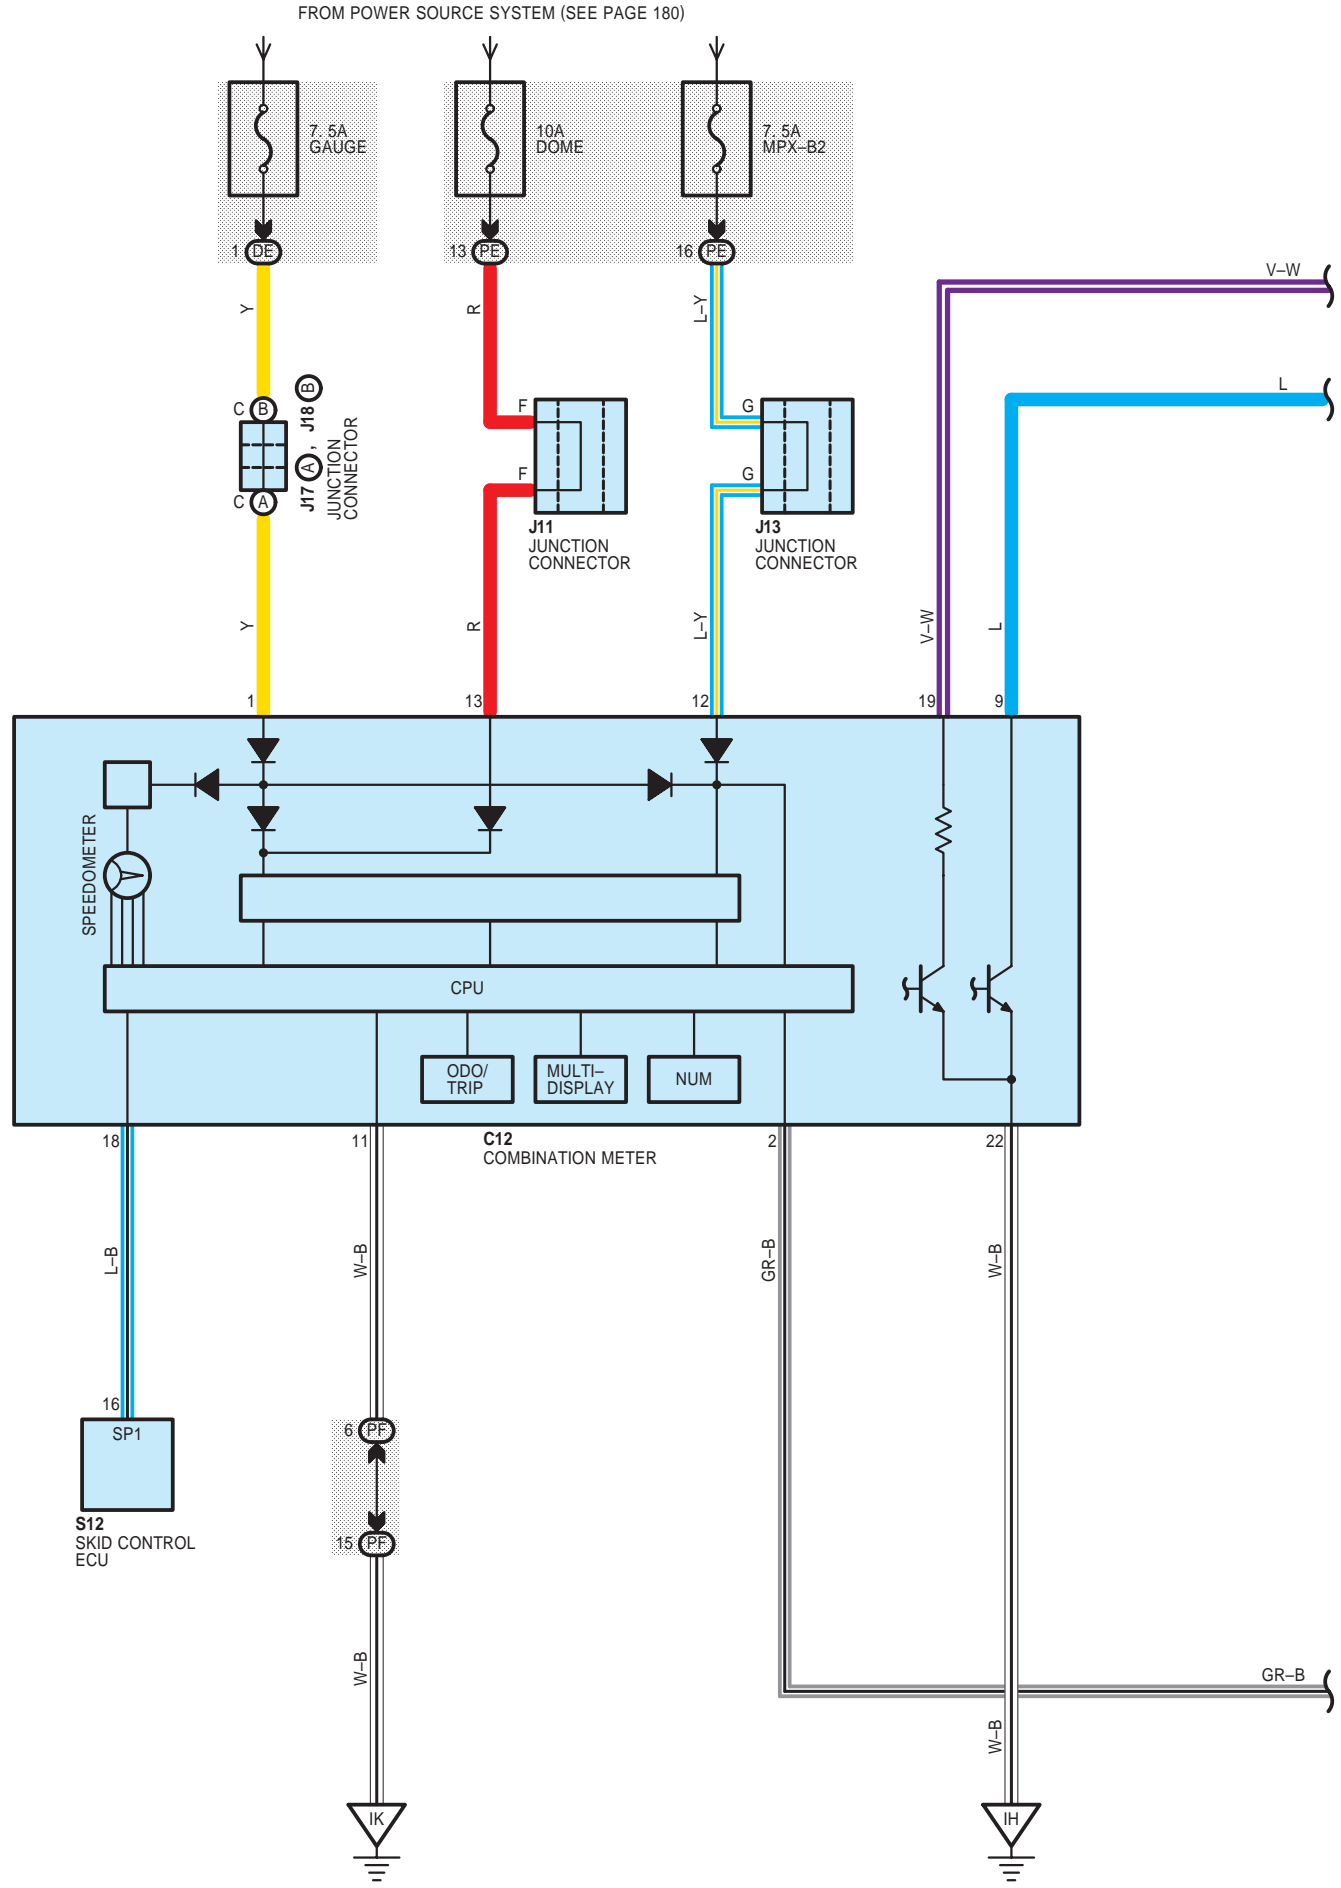 FROM POWER SOURCE SYSTEM (SEE PAGE 180)
7. 5A
GAUGE
10A
DOME
7. 5A
MPX–B2
1 DE
13 PE
16 PE
V–W
Y
R
L–Y
L
C B
J17 A , J18 B
JUNCTION
CONNECTOR
C A
F
F
J11
JUNCTION
CONNECTOR
G
G
J13
JUNCTION
CONNECTOR
Y
R
L–Y
V–W
L
1
13
12
19
9
SPEEDOMETER
CPU
ODO/
TRIP
MULTI–
DISPLAY
NUM
18
11
C12
COMBINATION METER
2
22
L–B
W–B
GR–B
W–B
16
SP1
S12
SKID CONTROL
ECU
6 PF
15 PF
W–B
GR–B
W–B
IK
IH